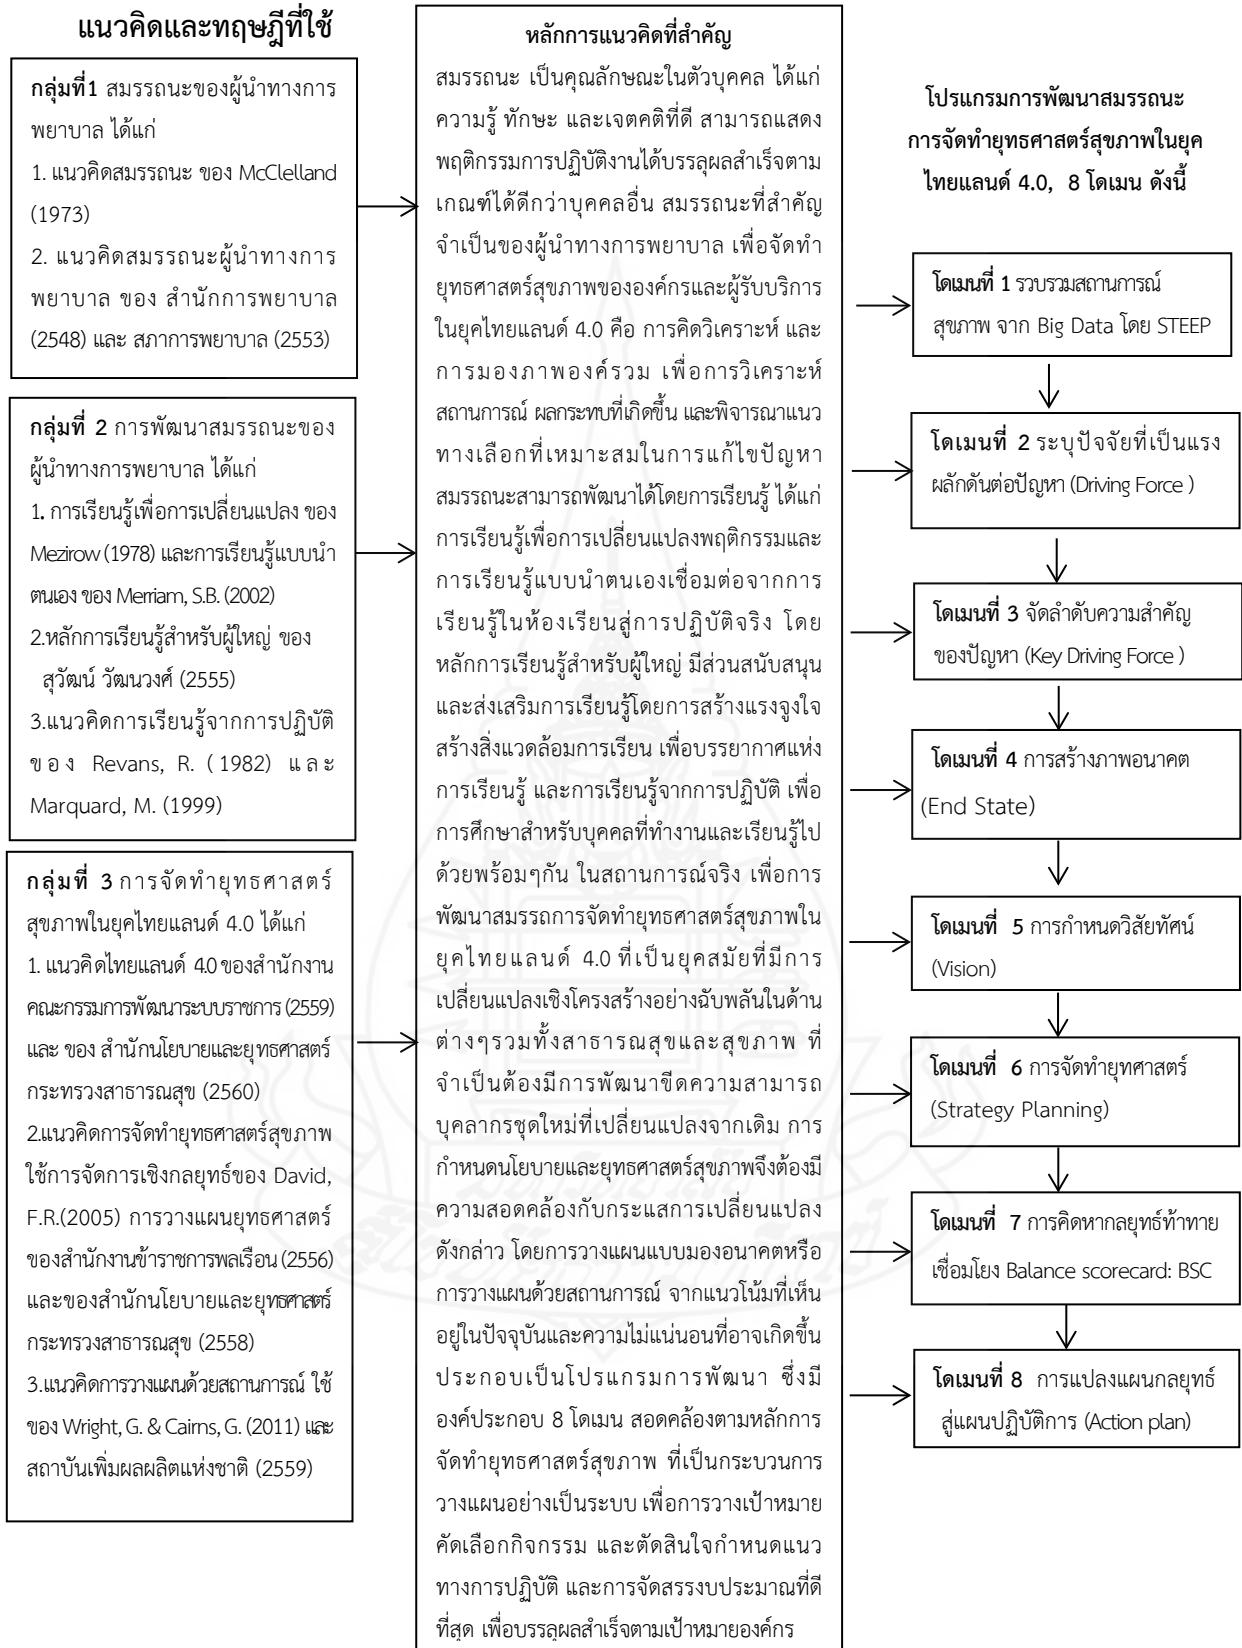 แนวคิดและทฤษฎีที่ใช้
กลุ่มที่1 สมรรถนะของผู้นำทางการ
พยาบาล ได้แก่
1. แนวคิดสมรรถนะ ของ McClelland
(1973)
2. แนวคิดสมรรถนะผู้นำทางการ
พยาบาล ของ สำนักการพยาบาล
(2548) และ สภาการพยาบาล (2553)
กลุ่มที่ 2 การพัฒนาสมรรถนะของ
ผู้นำทางการพยาบาล ได้แก่
1. การเรียนรู้เพื่อการเปลี่ยนแปลง ของ
Mezirow (1978) และการเรียนรู้แบบนำ
ตนเอง ของ Merriam, S.B. (2002)
2.หลักการเรียนรู้สำหรับผู้ใหญ่ ของ
สุวัฒน์ วัฒนวงศ์ (2555)
3.แนวคิดการเรียนรู้จากการปฏิบัติ
ของ Revans, R. ( 1982) และ
Marquard, M. (1999)
กลุ่มที่ 3 การจัดทำยุทธศาสตร์
สุขภาพในยุคไทยแลนด์ 4.0 ได้แก่
1. แนวคิดไทยแลนด์ 4.0 ของสำนักงาน
คณะกรรมการพัฒนาระบบราชการ (2559)
และ ของ สำนักนโยบายและยุทธศาสตร์
กระทรวงสาธารณสุข (2560)
2.แนวคิดการจัดทำยุทธศาสตร์สุขภาพ
ใช้การจัดการเชิงกลยุทธ์ของ David,
F.R.(2005) การวางแผนยุทธศาสตร์
ของสำนักงานข้าราชการพลเรือน (2556)
และของสำนักนโยบายและยุทธศาสตร์
กระทรวงสาธารณสุข (2558)
3.แนวคิดการวางแผนด้วยสถานการณ์ ใช้
ของ Wright, G. & Cairns, G. (2011) และ
สถาบันเพิ่มผลผลิตแห่งชาติ (2559)
หลักการแนวคิดที่สำคัญ
สมรรถนะ เป็นคุณลักษณะในตัวบุคคล ได้แก่
ความรู้ ทักษะ และเจตคติที่ดี สามารถแสดง
พฤติกรรมการปฏิบัติงานได้บรรลุผลสำเร็จตาม
เกณฑ์ได้ดีกว่าบุคคลอื่น สมรรถนะที่สำคัญ
จำเป็นของผู้นำทางการพยาบาล เพื่อจัดทำ
ยุทธศาสตร์สุขภาพขององค์กรและผู้รับบริการ
ในยุคไทยแลนด์ 4.0 คือ การคิดวิเคราะห์ และ
การมองภาพองค์รวม เพื่อการวิเคราะห์
สถานการณ์ ผลกระทบที่เกิดขึ้น และพิจารณาแนว
ทางเลือกที่เหมาะสมในการแก้ไขปัญหา
สมรรถนะสามารถพัฒนาได้โดยการเรียนรู้ ได้แก่
การเรียนรู้เพื่อการเปลี่ยนแปลงพฤติกรรมและ
การเรียนรู้แบบนำตนเองเชื่อมต่อจากการ
เรียนรู้ในห้องเรียนสู่การปฏิบัติจริง โดย
หลักการเรียนรู้สำหรับผู้ใหญ่ มีส่วนสนับสนุน
และส่งเสริมการเรียนรู้โดยการสร้างแรงจูงใจ
สร้างสิ่งแวดล้อมการเรียน เพื่อบรรยากาศแห่ง
การเรียนรู้ และการเรียนรู้จากการปฏิบัติ เพื่อ
การศึกษาสำหรับบุคคลที่ทำงานและเรียนรู้ไป
ด้วยพร้อมๆกัน ในสถานการณ์จริง เพื่อการ
พัฒนาสมรรถการจัดทำยุทธศาสตร์สุขภาพใน
ยุคไทยแลนด์ 4.0 ที่เป็นยุคสมัยที่มีการ
เปลี่ยนแปลงเชิงโครงสร้างอย่างฉับพลันในด้าน
ต่างๆรวมทั้งสาธารณสุขและสุขภาพ ที่
จำเป็นต้องมีการพัฒนาขีดความสามารถ
บุคลากรชุดใหม่ที่เปลี่ยนแปลงจากเดิม การ
กำหนดนโยบายและยุทธศาสตร์สุขภาพจึงต้องมี
ความสอดคล้องกับกระแสการเปลี่ยนแปลง
ดังกล่าว โดยการวางแผนแบบมองอนาคตหรือ
การวางแผนด้วยสถานการณ์ จากแนวโน้มที่เห็น
อยู่ในปัจจุบันและความไม่แน่นอนที่อาจเกิดขึ้น
ประกอบเป็นโปรแกรมการพัฒนา ซึ่งมี
องค์ประกอบ 8 โดเมน สอดคล้องตามหลักการ
จัดทำยุทธศาสตร์สุขภาพ ที่เป็นกระบวนการ
วางแผนอย่างเป็นระบบ เพื่อการวางเป้าหมาย
คัดเลือกกิจกรรม และตัดสินใจกำหนดแนว
ทางการปฏิบัติ และการจัดสรรงบประมาณที่ดี
ที่สุด เพื่อบรรลุผลสำเร็จตามเป้าหมายองค์กร
โปรแกรมการพัฒนาสมรรถนะ
การจัดทำยุทธศาสตร์สุขภาพในยุค
ไทยแลนด์ 4.0, 8 โดเมน ดังนี้
โดเมนที่ 1 รวบรวมสถานการณ์
สุขภาพ จาก Big Data โดย STEEP
โดเมนที่ 2 ระบุปัจจัยที่เป็นแรง
ผลักดันต่อปัญหา (Driving Force )
โดเมนที่ 3 จัดลำดับความสำคัญ
ของปัญหา (Key Driving Force )
โดเมนที่ 4 การสร้างภาพอนาคต
(End State)
โดเมนที่ 5 การกำหนดวิสัยทัศน์
(Vision)
โดเมนที่ 6 การจัดทำยุทศาสตร์
(Strategy Planning)
โดเมนที่ 7 การคิดหากลยุทธ์ท้าทาย
เชื่อมโยง Balance scorecard: BSC
โดเมนที่ 8 การแปลงแผนกลยุทธ์
สู่แผนปฏิบัติการ (Action plan)